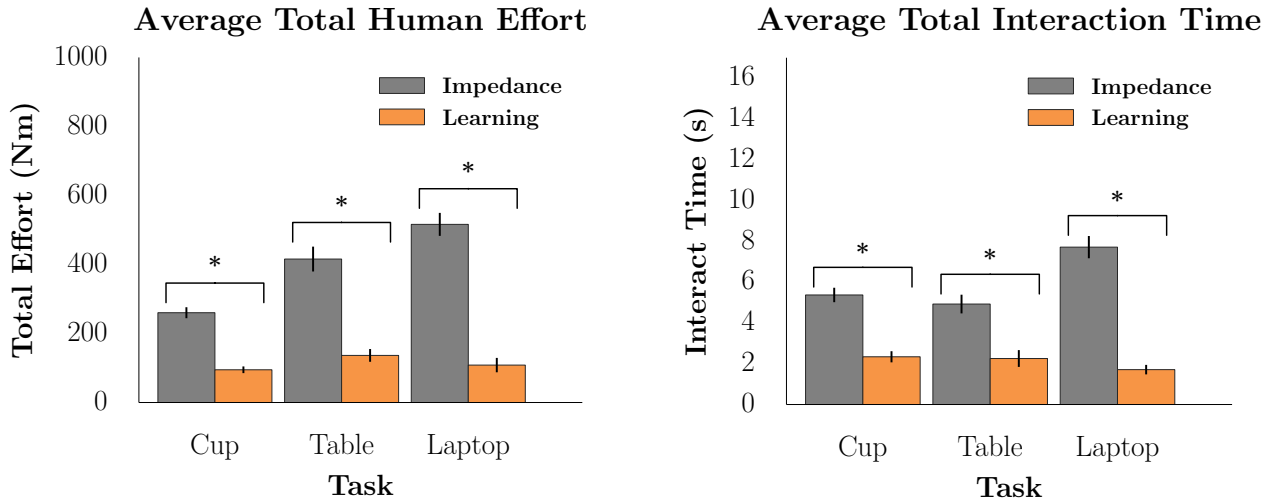 Average Total Human Effort
Total Effort (Nm)
1000
800
600
400
200
0
Impedance
Learning
*
*
*
Cup Table Laptop
Task
Average Total Interaction Time
Interact Time (s)
16
14
12
10
8
6
4
2
0
Impedance
Learning
*
*
*
Cup Table Laptop
Task